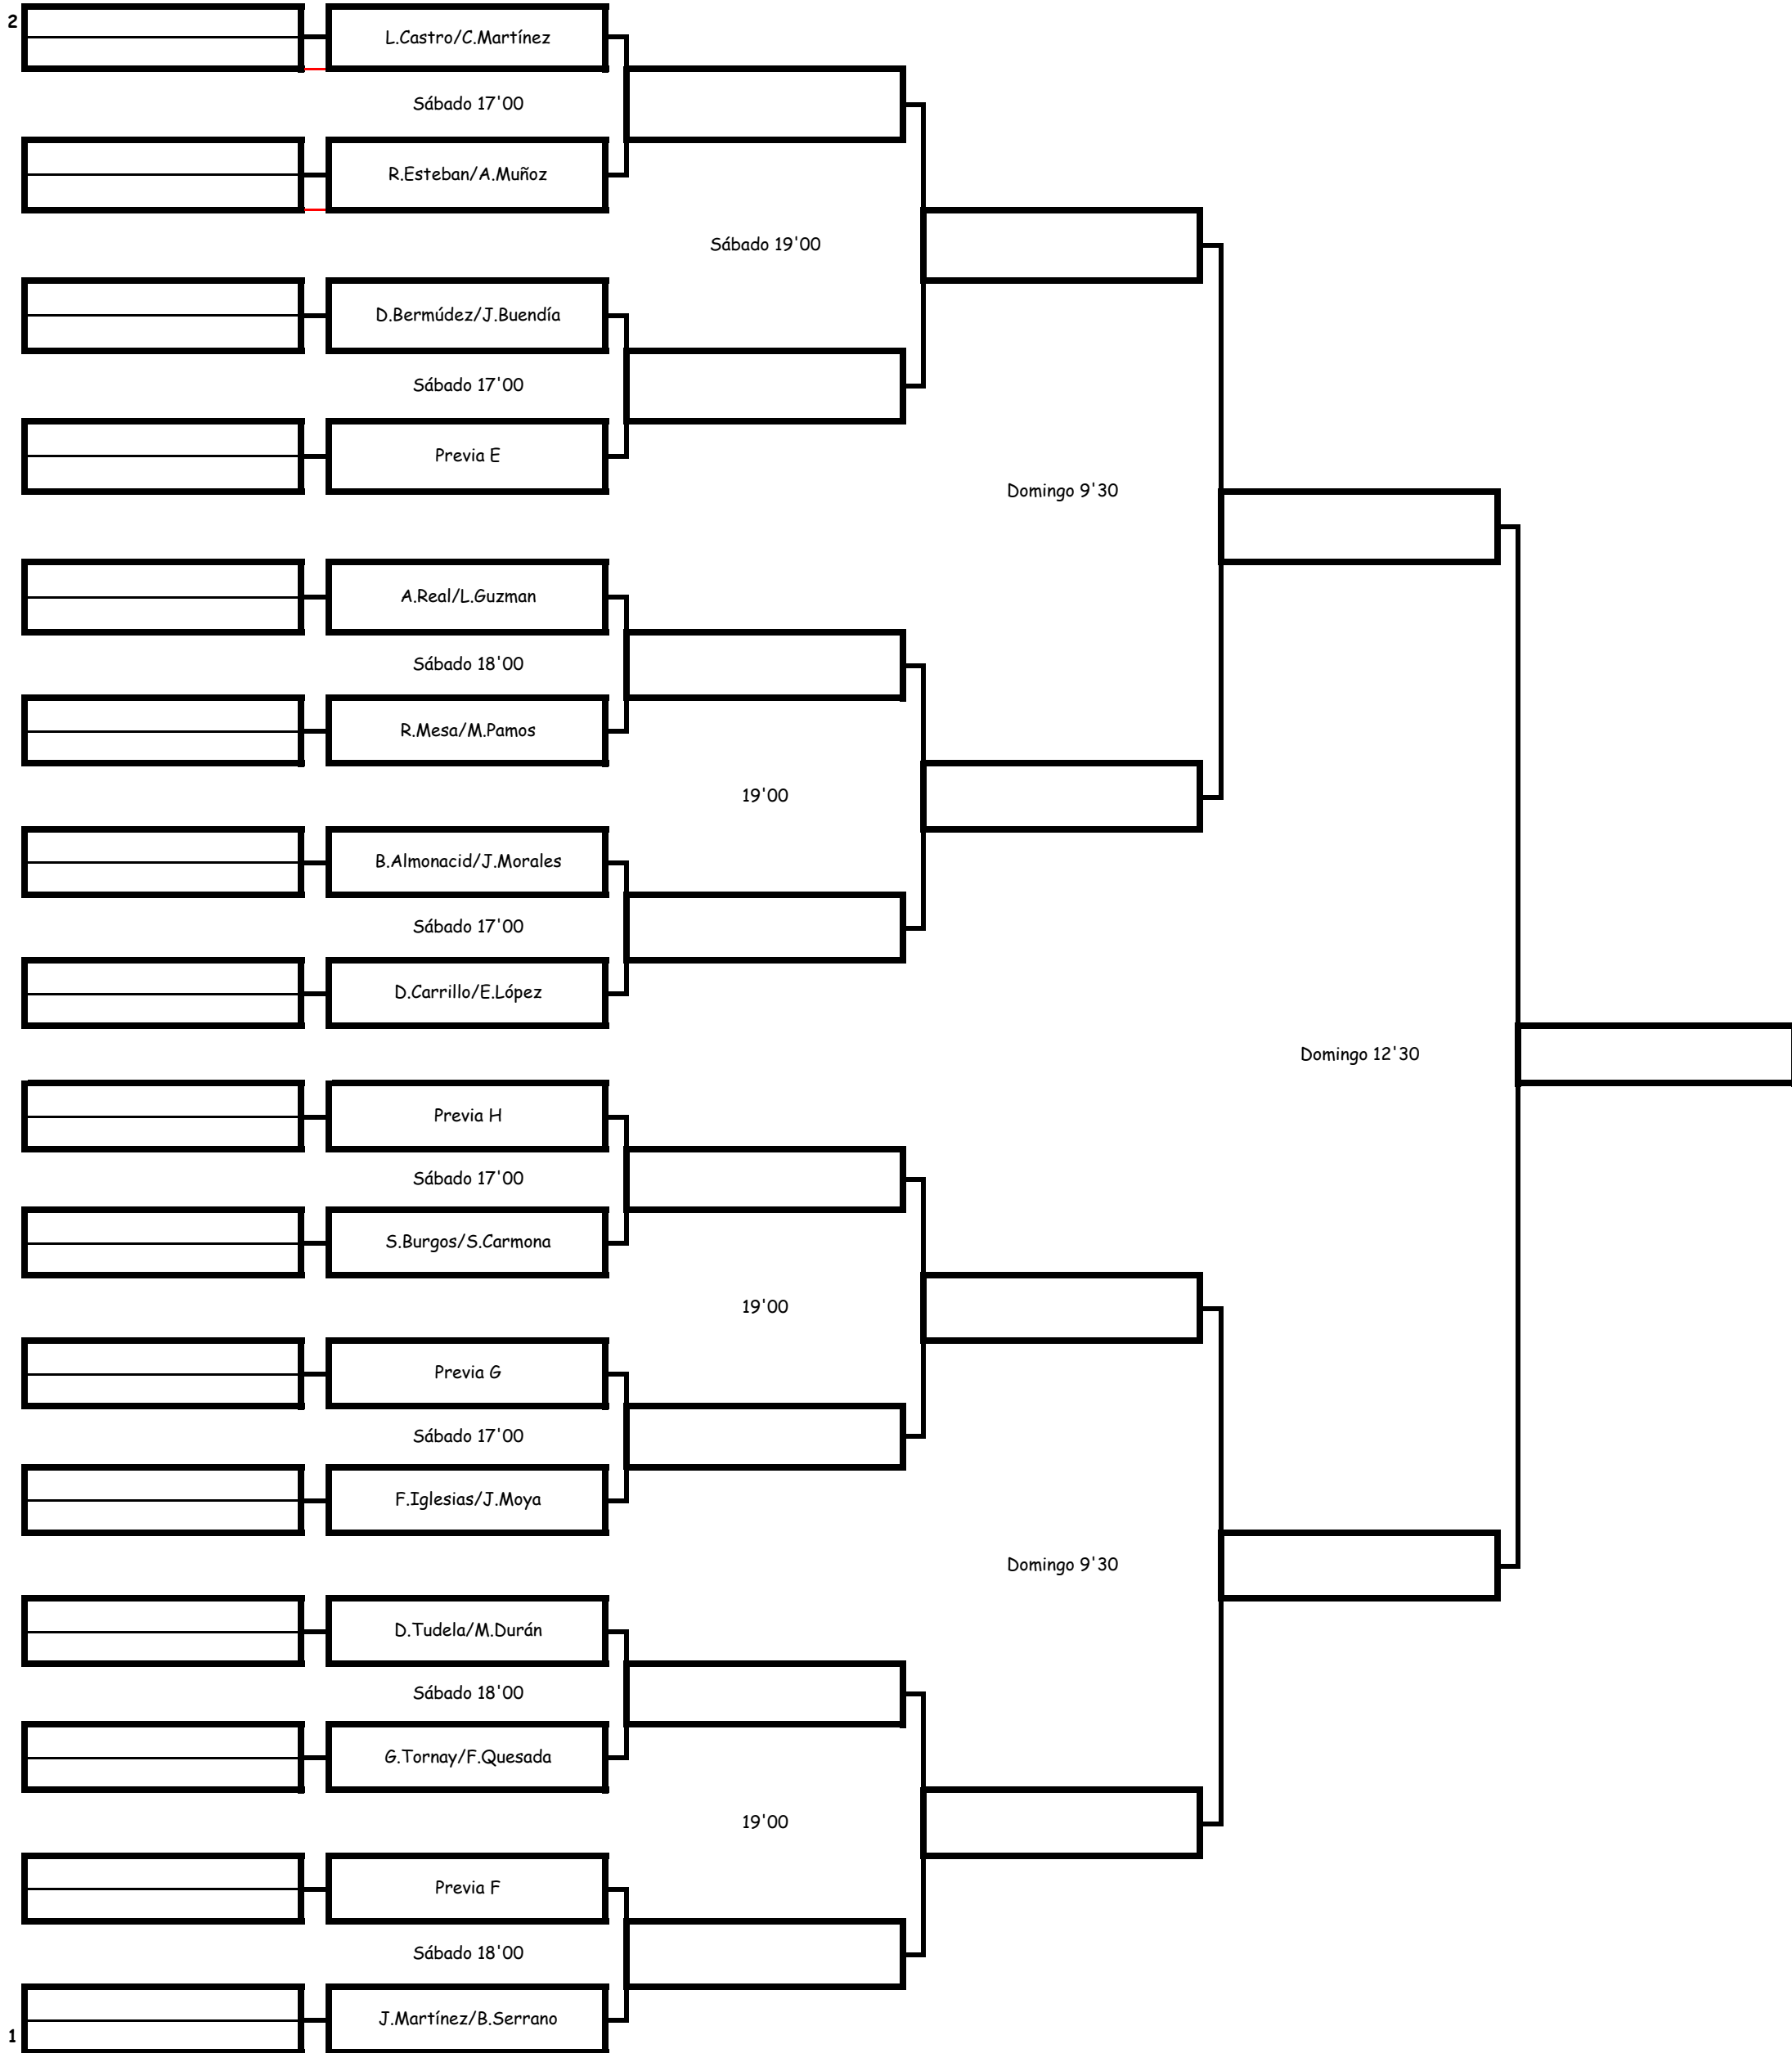 2
L.Castro/C.Martínez
Sábado 17'00
R.Esteban/A.Muñoz
Sábado 19'00
D.Bermúdez/J.Buendía
Sábado 17'00
Previa E
Domingo 9'30
A.Real/L.Guzman
Sábado 18'00
R.Mesa/M.Pamos
19'00
B.Almonacid/J.Morales
Sábado 17'00
D.Carrillo/E.López
Domingo 12'30
Previa H
Sábado 17'00
S.Burgos/S.Carmona
19'00
Previa G
Sábado 17'00
F.Iglesias/J.Moya
Domingo 9'30
D.Tudela/M.Durán
Sábado 18'00
G.Tornay/F.Quesada
19'00
Previa F
Sábado 18'00
J.Martínez/B.Serrano
1